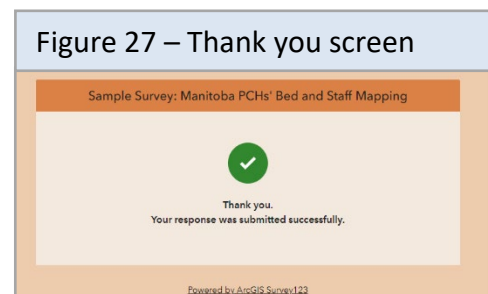 Figure 27 – Thank you screen
Sample Survey: Manitoba PCHs' Bed and Staff Mapping
Thank you.
Your response was submitted successfully.
Powered by ArcGIS Survey123